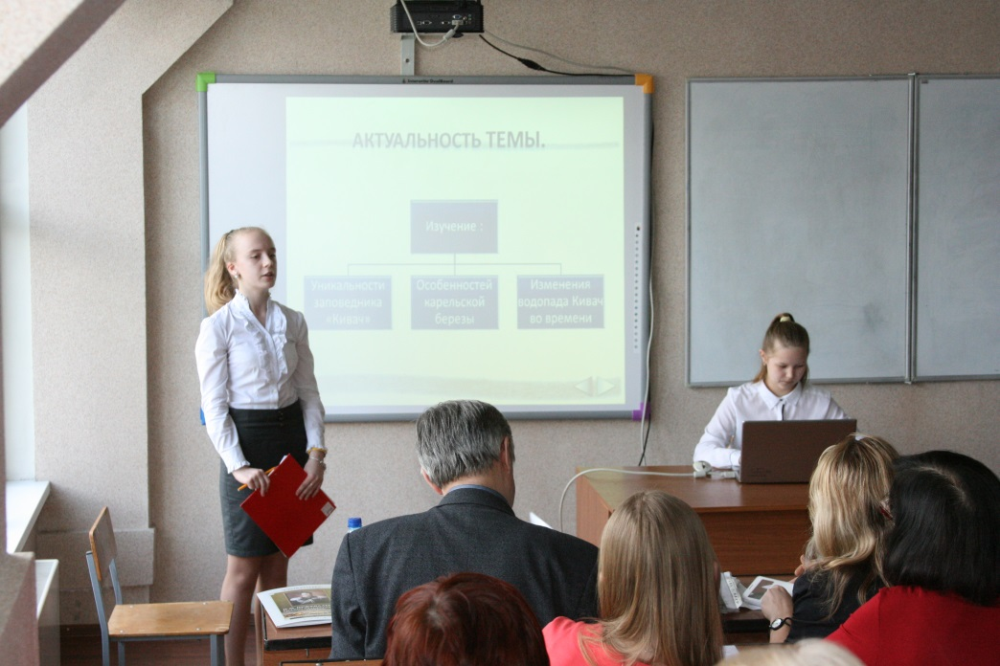 АКТУАЛЬНОСТЬ ТЕМЫ.
Изучение :
Уникальности
заповедника
«Кивач»
Особенностей
карельской
березы
Изменения
водопада Кивач
во времени